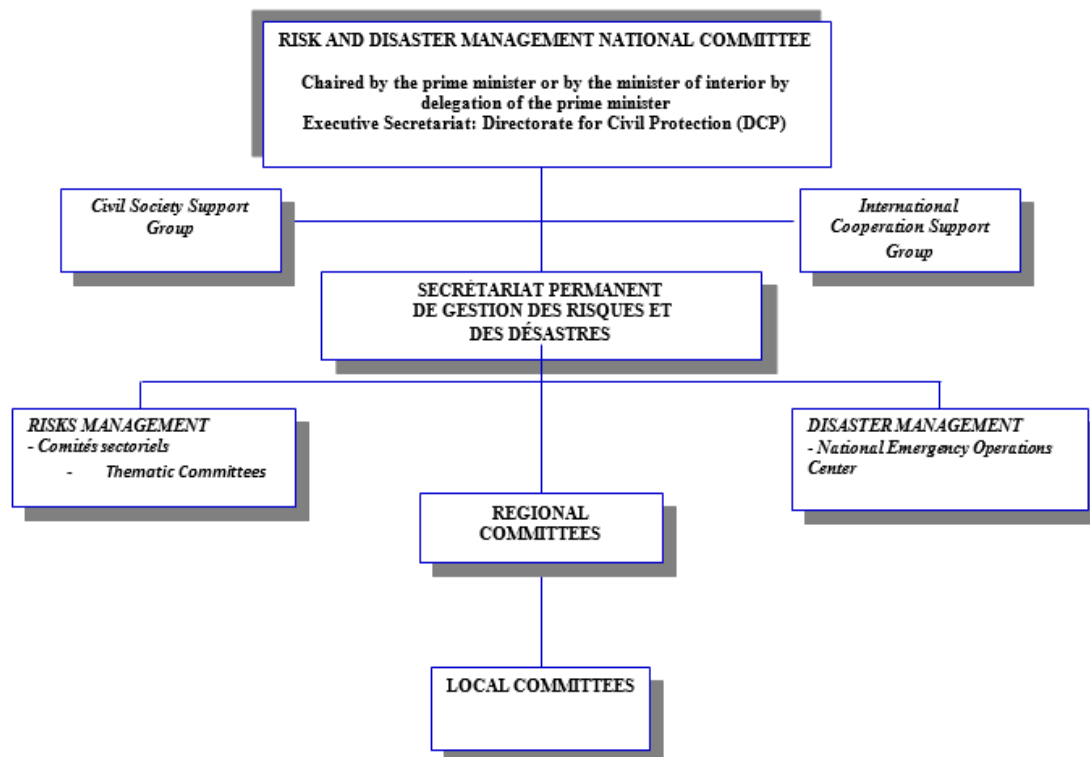 RISK AND DISASTER MANAGEMENT NATIONAL COMMITTEE
Chaired by the prime minister or by the minister of interior by
delegation of the prime minister
Executive Secretariat: Directorate for Civil Protection (DCP)
Civil Society Support
Group
International
Cooperation Support
Group
SECRÉTARIAT PERMANENT
DE GESTION DES RISQUES ET
DES DÉSASTRES
RISKS MANAGEMENT
- Comités sectoriels
- Thematic Committees
DISASTER MANAGEMENT
- National Emergency Operations
Center
REGIONAL
COMMITTEES
LOCAL COMMITTEES